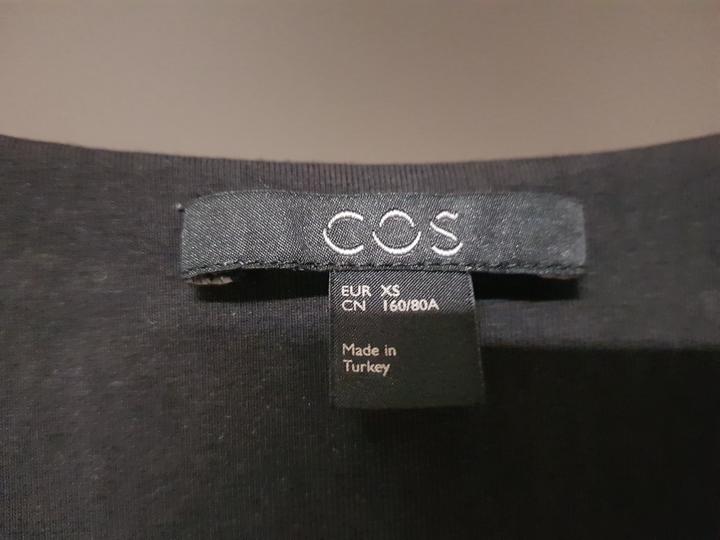 COS
EUR XS
CN 160/80A
Made in
Turkey